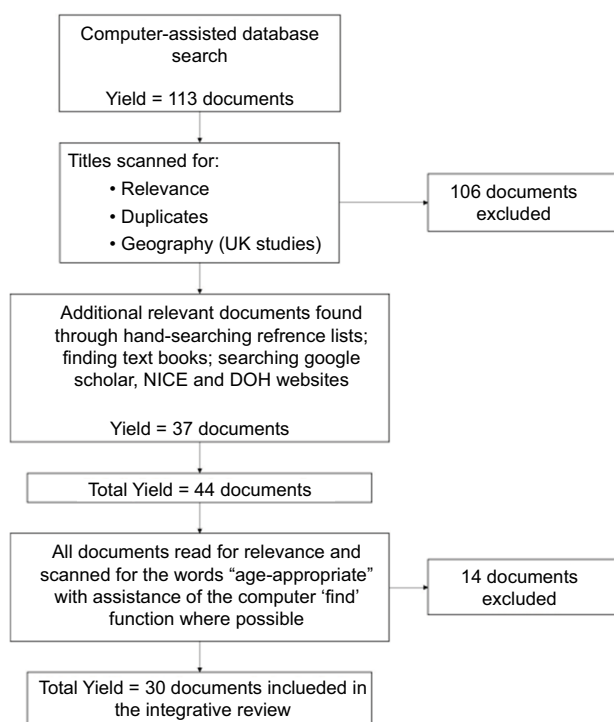 Computer-assisted database
search
Yield = 113 documents
Titles scanned for:
• Relevance
• Duplicates
• Geography (UK studies)
106 documents
excluded
Additional relevant documents found
through hand-searching refrence lists;
finding text books; searching google
scholar, NICE and DOH websites
Yield = 37 documents
Total Yield = 44 documents
All documents read for relevance and
scanned for the words “age-appropriate”
with assistance of the computer ‘find’
function where possible
14 documents
excluded
Total Yield = 30 documents inclueded in
the integrative review